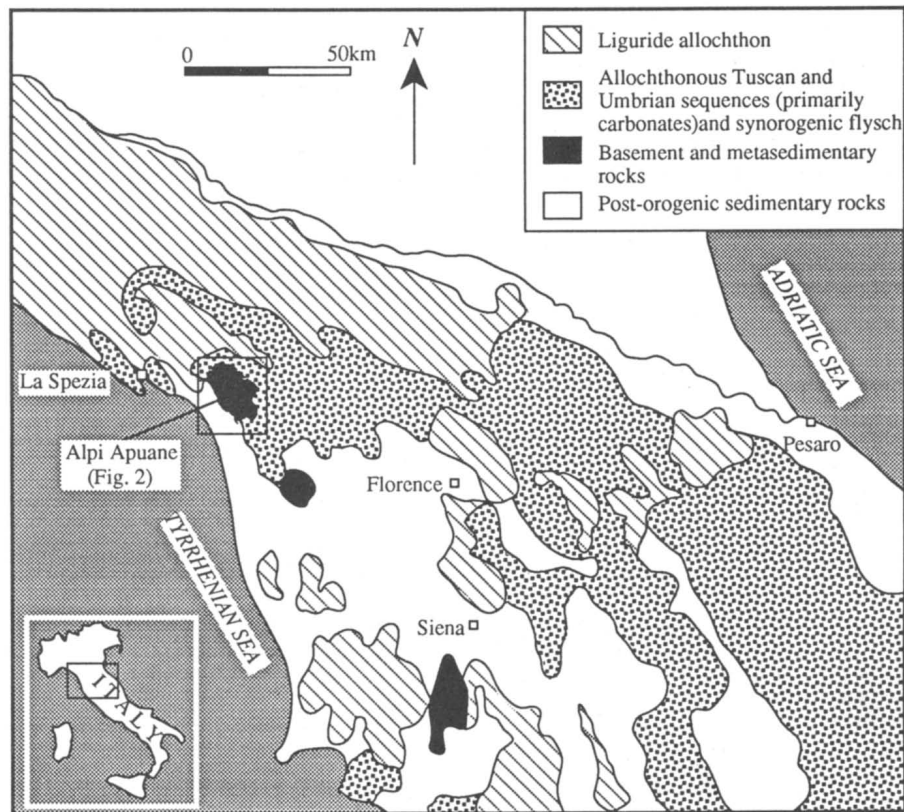 0
50km
N
Liguride allochthon
Allochthonous Tuscan and
Umbrian sequences (primarily
carbonates)and synorogenic flysch
Basement and metasedimentary
rocks
Post-orogenic sedimentary rocks
ADRIATIC SEA
La Spezia
Alpi Apuane
(Fig. 2)
Florence
Pesaro
TYRRHENIAN SEA
Siena
ITALY